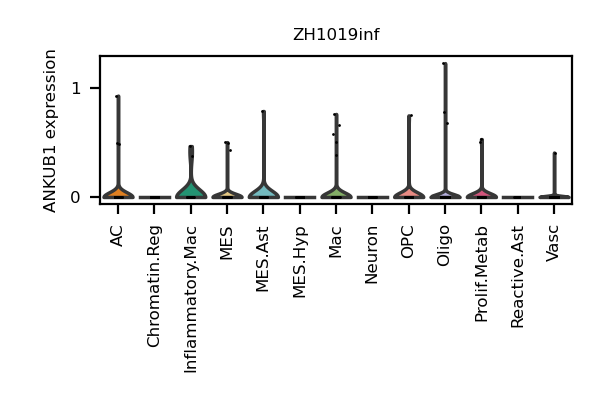 ZH1019inf
ANKUB1 expression
1
0
AC
Chromatin.Reg
Inflammatory.Mac
MES
MES.Ast
MES.Hyp
Mac
Neuron
OPC
Oligo
Prolif.Metab
Reactive.Ast
Vasc